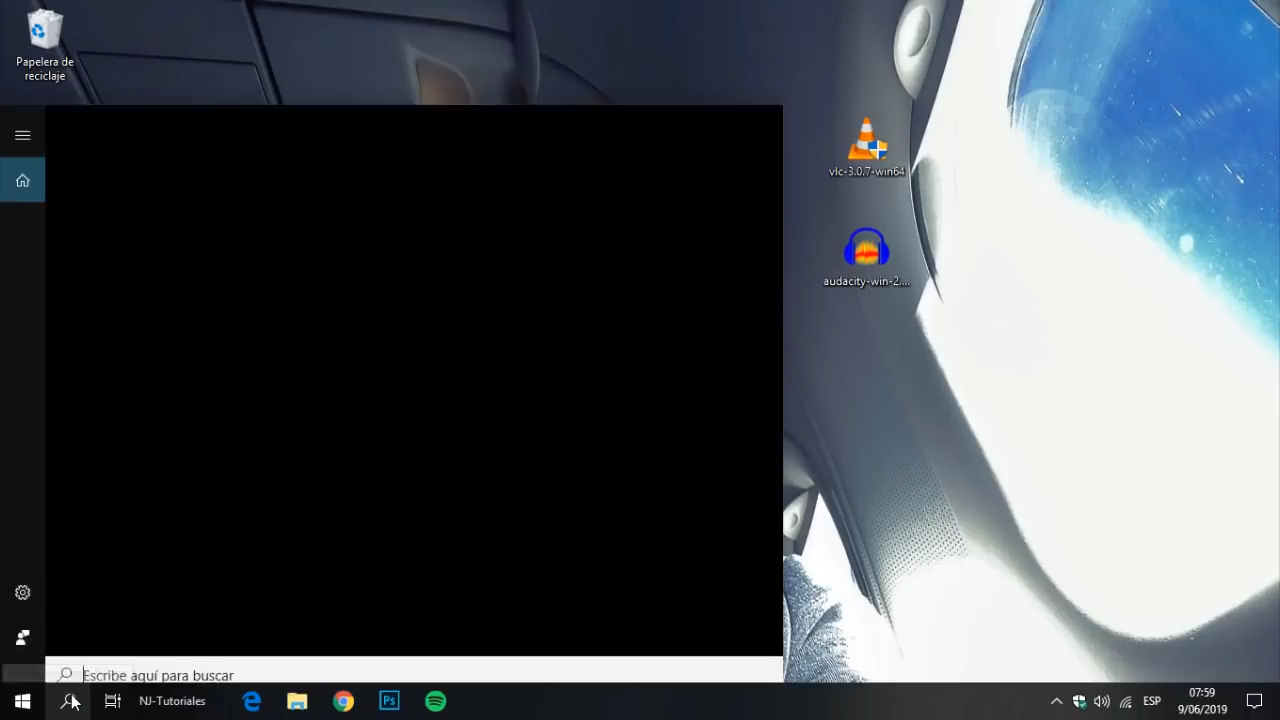 Papelera de
reciclaje
vlc-3.0.7-win64
audacity-win-2....
Escribe aquí para buscar
NJ-Tutoriales
Ps
ESP
07:59
9/06/2019